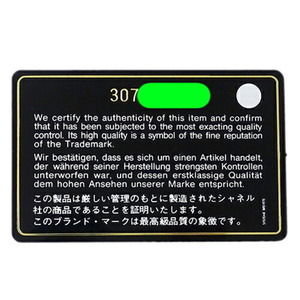 307
We certify the authenticity of this item and confirm
that it has been subjected to the most exacting quality
control. Its high quality is a symbol of the fine reputation
of the Trademark.
Wir bestätigen, dass es sich um einen Artikel handelt,
der während seiner Herstellung strengsten Kontrollen
unterworfen war, und dessen erstklassige Qualität
dem hohen Ansehen unserer Marke entspricht.
この製品は厳しい管理のもとに製造されたシャネル
社の商品であることを証明いたします。
このブランド・マークは最高級品質の象徴です。